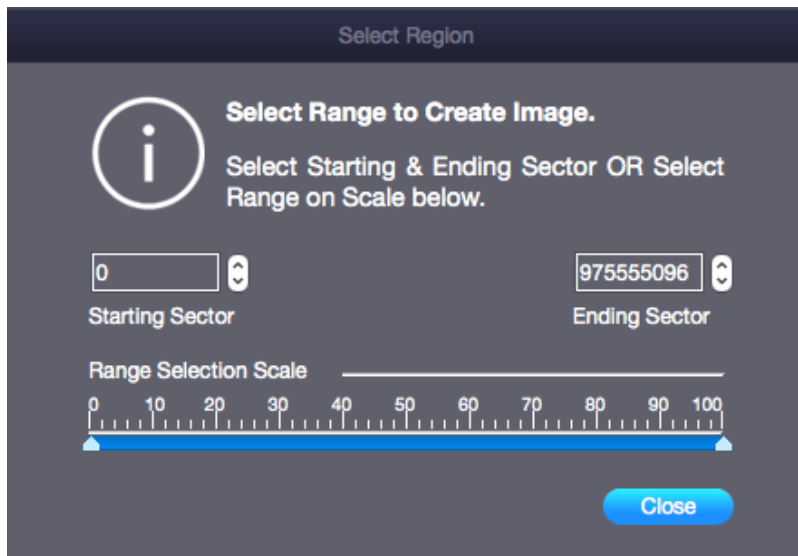 Select Region
Select Range to Create Image.
Select Starting & Ending Sector OR Select
Range on Scale below.
0
975555096
Starting Sector
Ending Sector
Range Selection Scale
0 10 20 30 40 50 60 70 80 90 100
Close